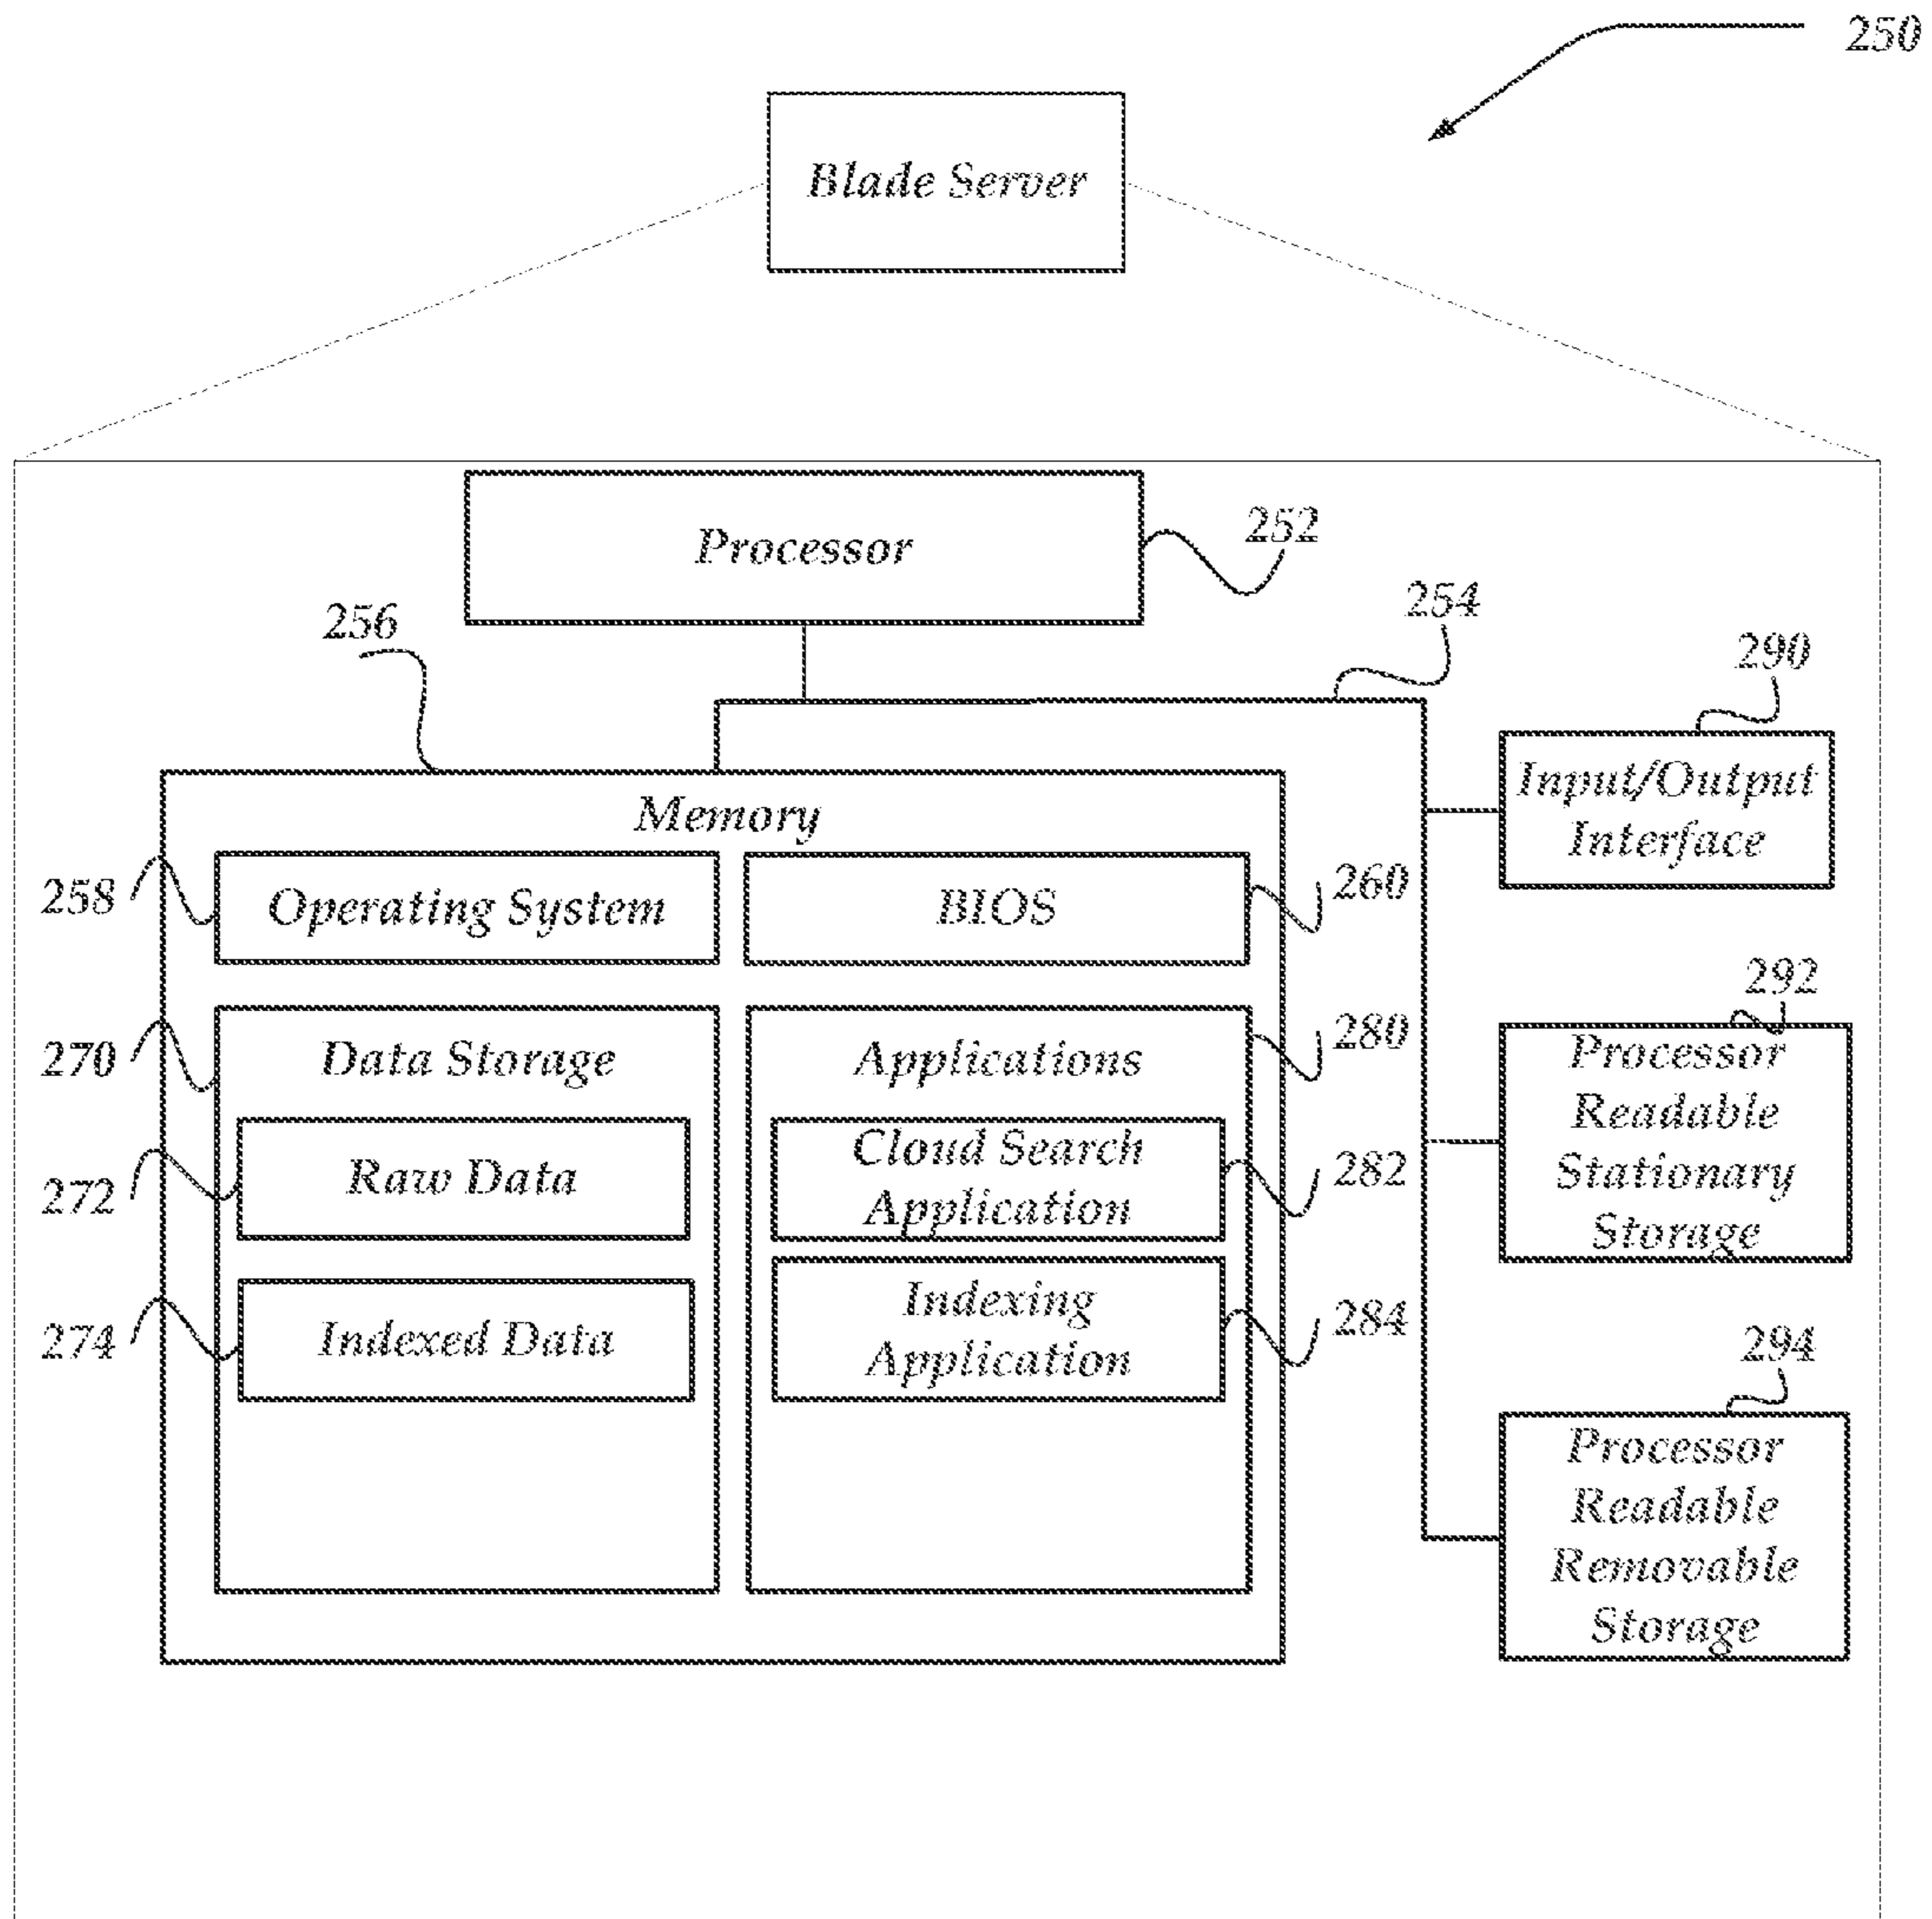 250
Blade Server
Processor
252
256
254
290
Memory
Input/Output
Interface
258
Operating System
BIOS
260
292
270
Data Storage
Applications
280
Processor
Readable
Stationary
Storage
272
Raw Data
Cloud Search
Application
282
274
Indexed Data
Indexing
Application
284
294
Processor
Readable
Removable
Storage